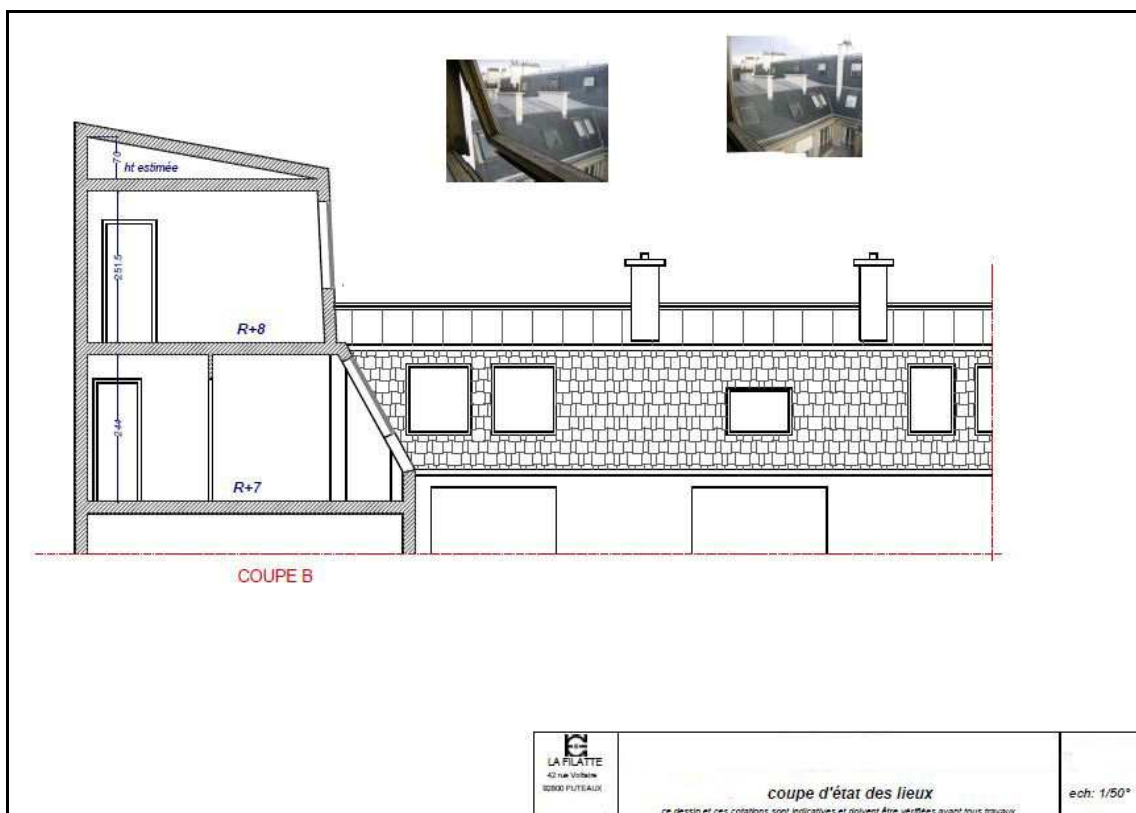 70
ht estimée
251.5
R+8
244
R+7
COUPE B
LA FILATTE
42 rue Voltaire
92800 PUTEAUX
coupe d'état des lieux
ce dessin et ces cotations sont indicatives et doivent être vérifiées avant tous travaux
ech: 1/50°